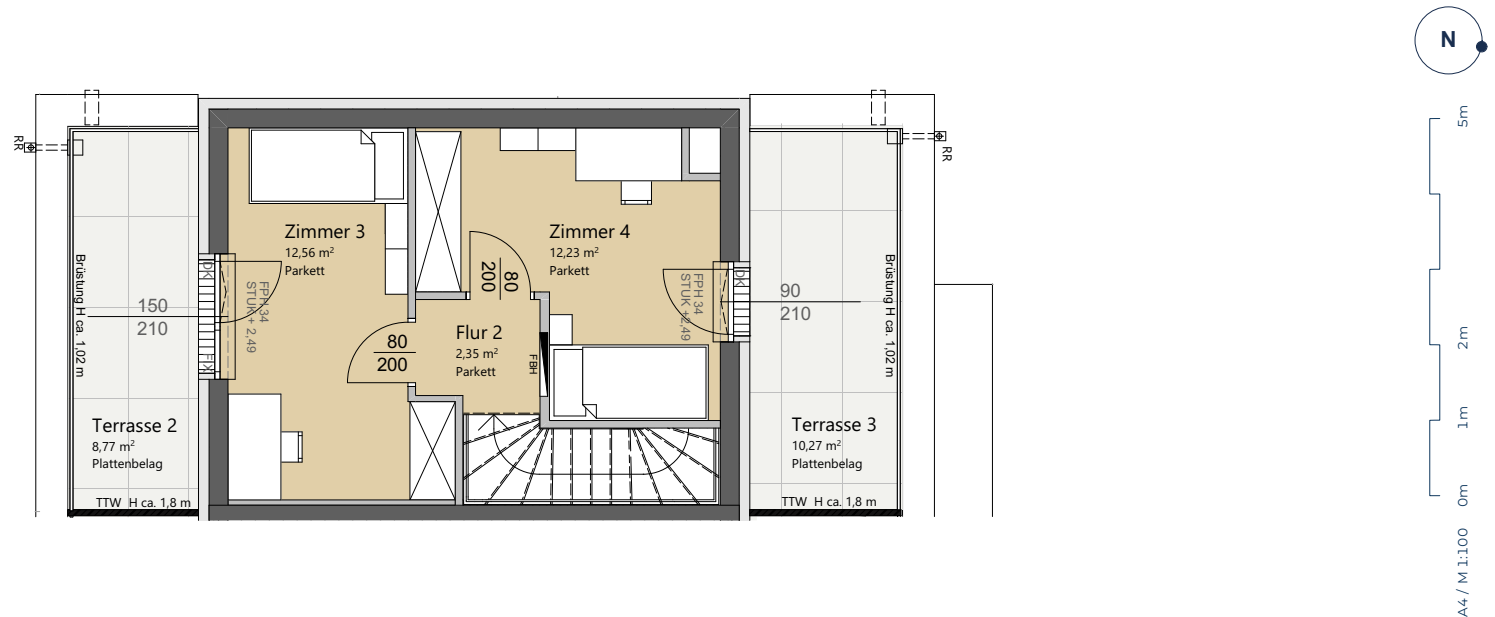 N
5m
2m
1m
0m
A4 / M 1:100
RR
RR
Zimmer 3
12,56 m²
Parkett
Zimmer 4
12,23 m²
Parkett
Flur 2
2,35 m²
Parkett
80
200
80
200
FBH
DK
FIX
FPH 34
STUK + 2,49
DK
FPH 34
STUK +2,49
150
210
90
210
Brüstung H ca. 1,02 m
Brüstung H ca. 1,02 m
Terrasse 2
8,77 m²
Plattenbelag
TTW H ca. 1,8 m
Terrasse 3
10,27 m²
Plattenbelag
TTW H ca. 1,8 m